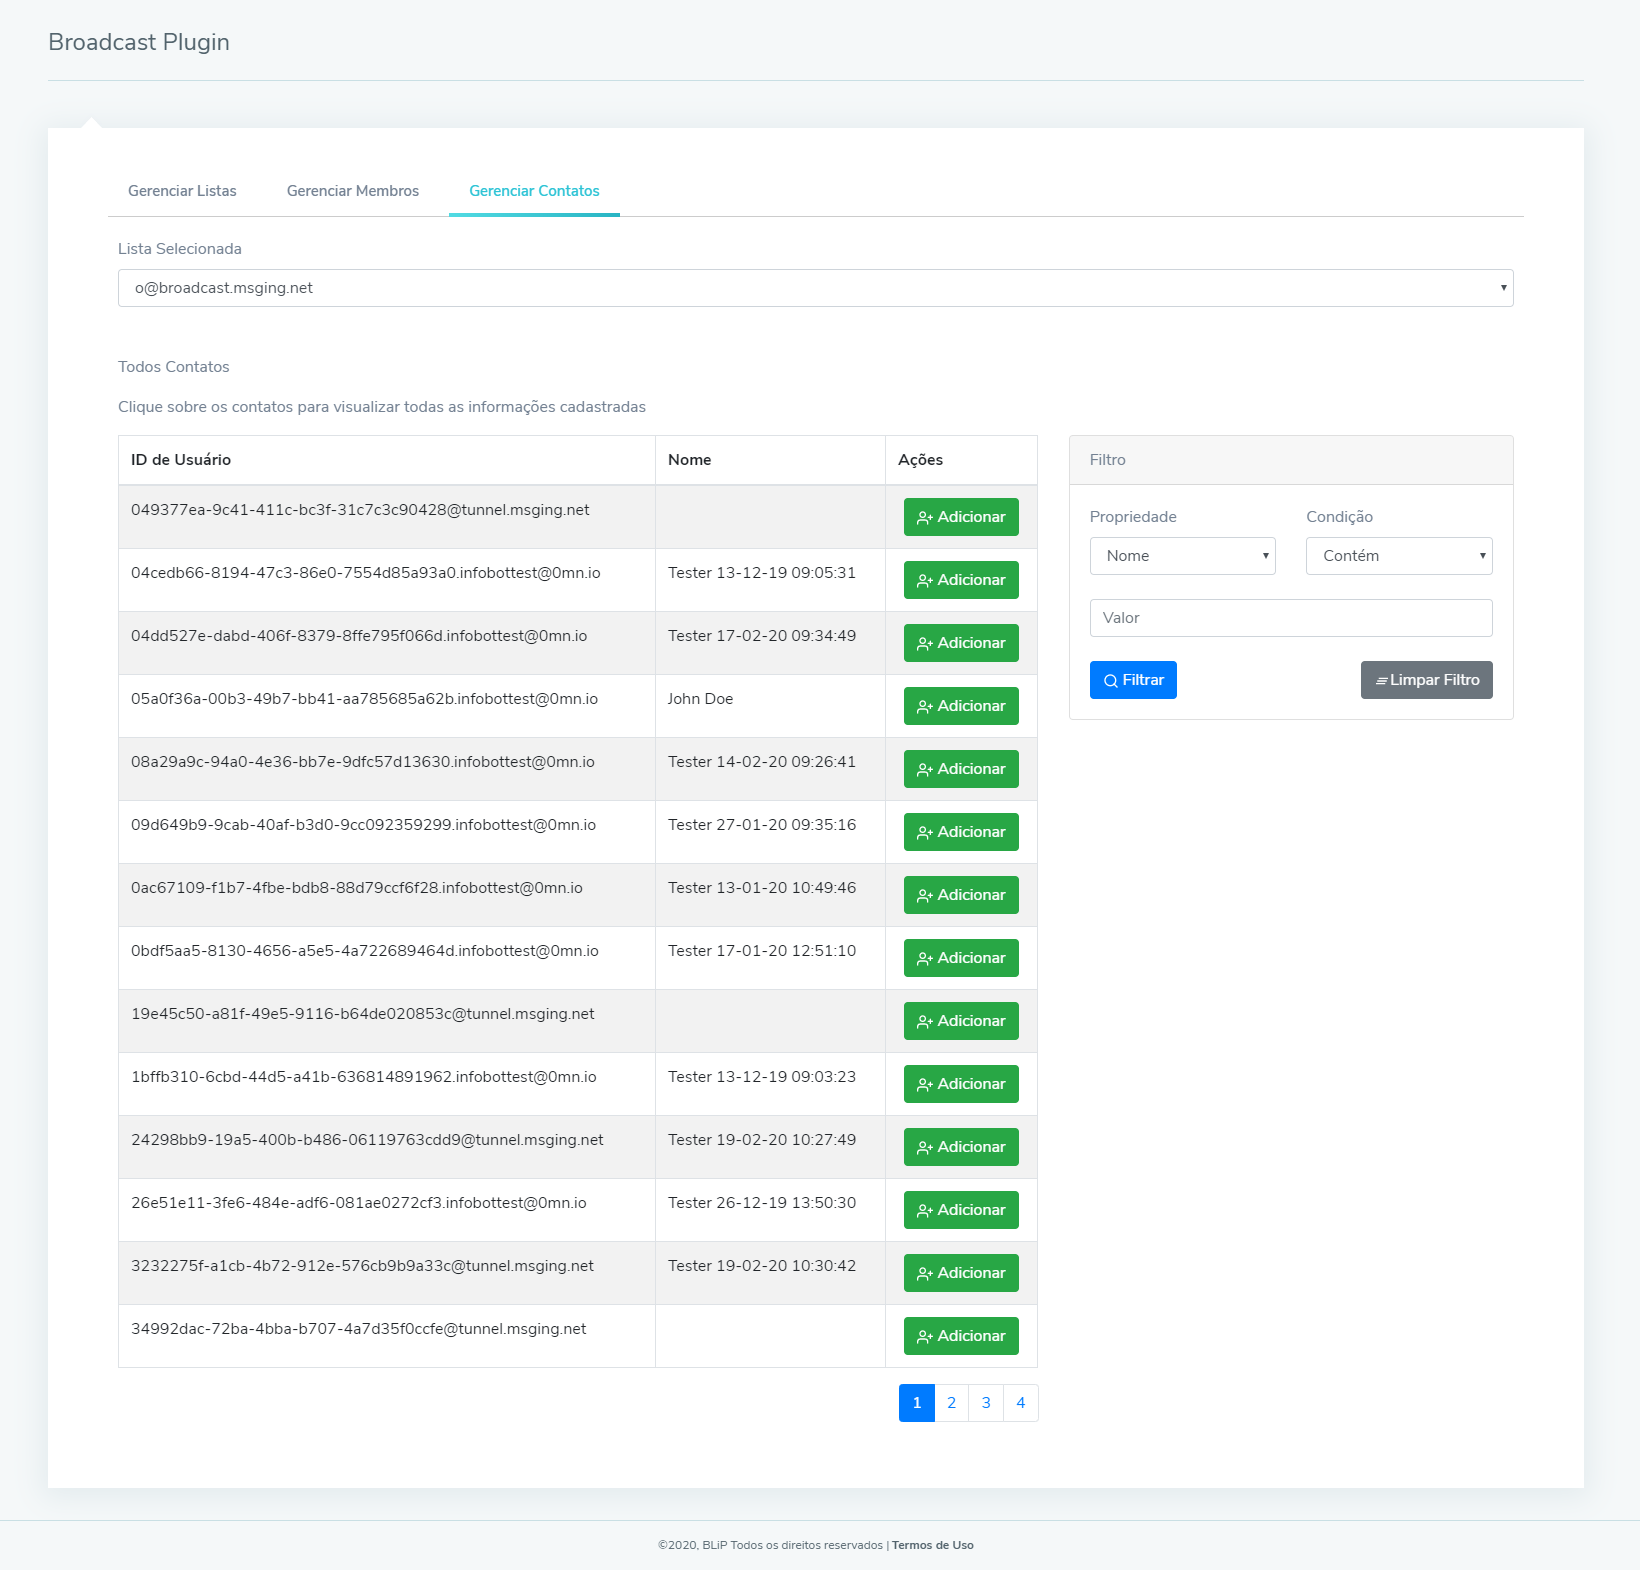 Broadcast Plugin
Gerenciar Listas
Gerenciar Membros
Gerenciar Contatos
Lista Selecionada
o@broadcast.msging.net
Todos Contatos
Clique sobre os contatos para visualizar todas as informações cadastradas
ID de Usuário Nome Ações
049377ea-9c41-411c-bc3f-31c7c3c90428@tunnel.msging.net Adicionar
04cedb66-8194-47c3-86e0-7554d85a93a0.infobottest@0mn.io Tester 13-12-19 09:05:31 Adicionar
04dd527e-dabd-406f-8379-8ffe795f066d.infobottest@0mn.io Tester 17-02-20 09:34:49 Adicionar
05a0f36a-00b3-49b7-bb41-aa785685a62b.infobottest@0mn.io John Doe Adicionar
08a29a9c-94a0-4e36-bb7e-9dfc57d13630.infobottest@0mn.io Tester 14-02-20 09:26:41 Adicionar
09d649b9-9cab-40af-b3d0-9cc092359299.infobottest@0mn.io Tester 27-01-20 09:35:16 Adicionar
0ac67109-f1b7-4fbe-bdb8-88d79ccf6f28.infobottest@0mn.io Tester 13-01-20 10:49:46 Adicionar
0bdf5aa5-8130-4656-a5e5-4a722689464d.infobottest@0mn.io Tester 17-01-20 12:51:10 Adicionar
19e45c50-a81f-49e5-9116-b64de020853c@tunnel.msging.net Adicionar
1bffb310-6cbd-44d5-a41b-636814891962.infobottest@0mn.io Tester 13-12-19 09:03:23 Adicionar
24298bb9-19a5-400b-b486-06119763cdd9@tunnel.msging.net Tester 19-02-20 10:27:49 Adicionar
26e51e11-3fe6-484e-adf6-081ae0272cf3.infobottest@0mn.io Tester 26-12-19 13:50:30 Adicionar
3232275f-a1cb-4b72-912e-576cb9b9a33c@tunnel.msging.net Tester 19-02-20 10:30:42 Adicionar
34992dac-72ba-4bba-b707-4a7d35f0ccfe@tunnel.msging.net Adicionar
1 2 3 4
Filtro
Propriedade Condição
Nome Contém
Valor
Filtrar Limpar Filtro
©2020, BLiP Todos os direitos reservados | Termos de Uso